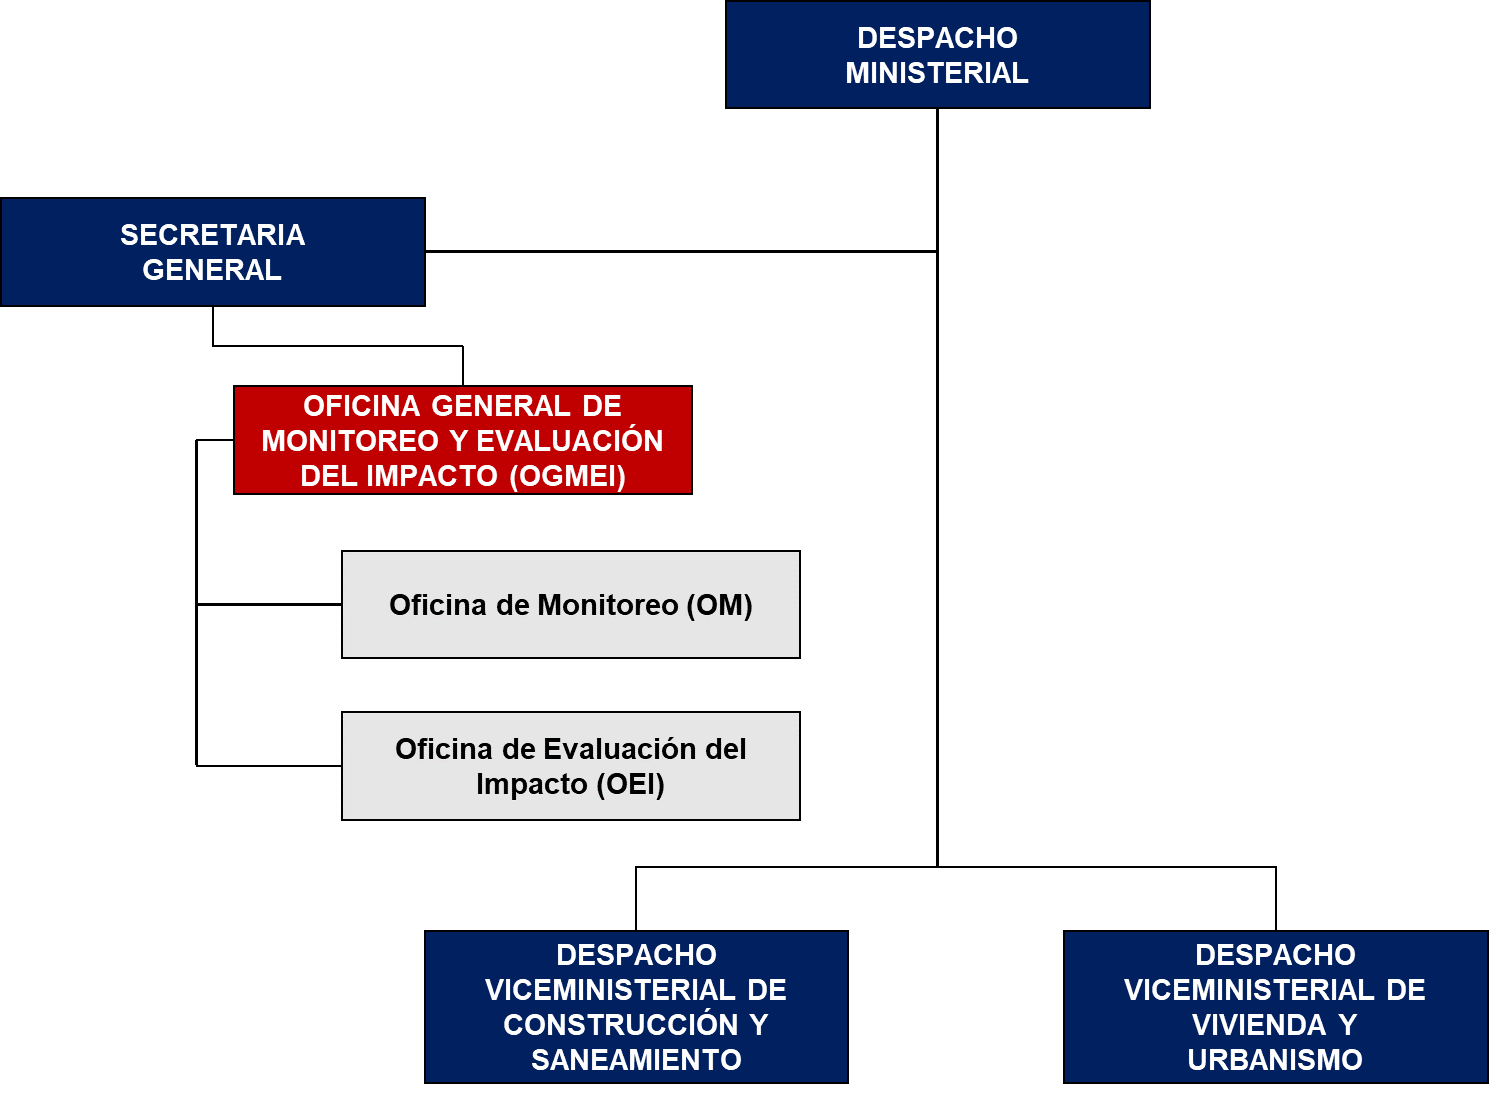 DESPACHO
MINISTERIAL
SECRETARIA
GENERAL
OFICINA GENERAL DE
MONITOREO Y EVALUACIÓN
DEL IMPACTO (OGMEI)
Oficina de Monitoreo (OM)
Oficina de Evaluación del
Impacto (OEI)
DESPACHO
VICEMINISTERIAL DE
CONSTRUCCIÓN Y
SANEAMIENTO
DESPACHO
VICEMINISTERIAL DE
VIVIENDA Y
URBANISMO